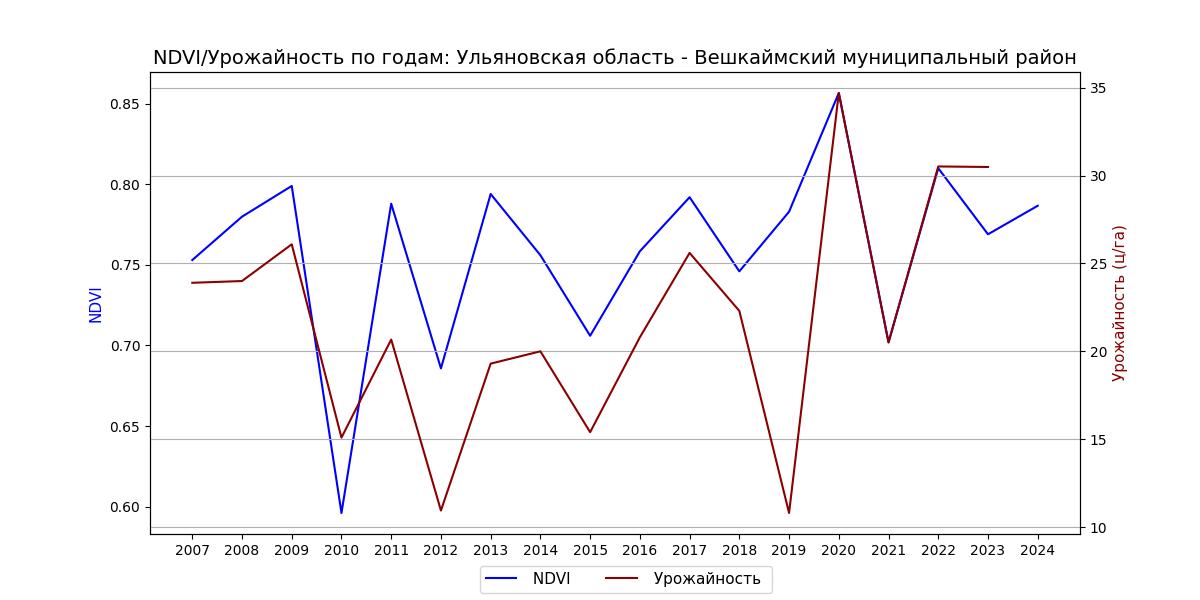 NDVI/Урожайность по годам: Ульяновская область - Вешкаймский муниципальный район
0.85
0.80
0.75
0.70
0.65
0.60
NDVI
35
30
25
20
15
10
Урожайность (ц/га)
2007 2008 2009 2010 2011 2012 2013 2014 2015 2016 2017 2018 2019 2020 2021 2022 2023 2024
NDVI Урожайность